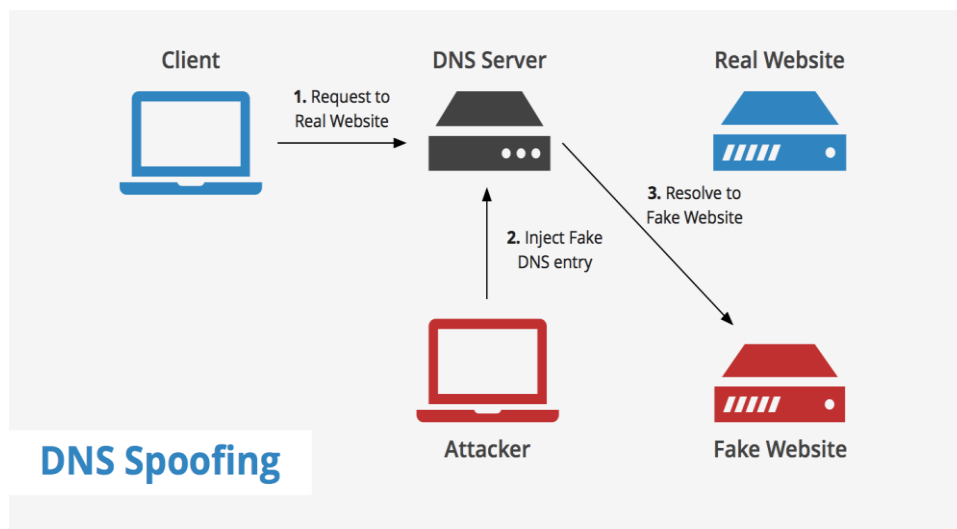 Client
DNS Server
Real Website
1. Request to
Real Website
3. Resolve to
Fake Website
2. Inject Fake
DNS entry
Attacker
Fake Website
DNS Spoofing